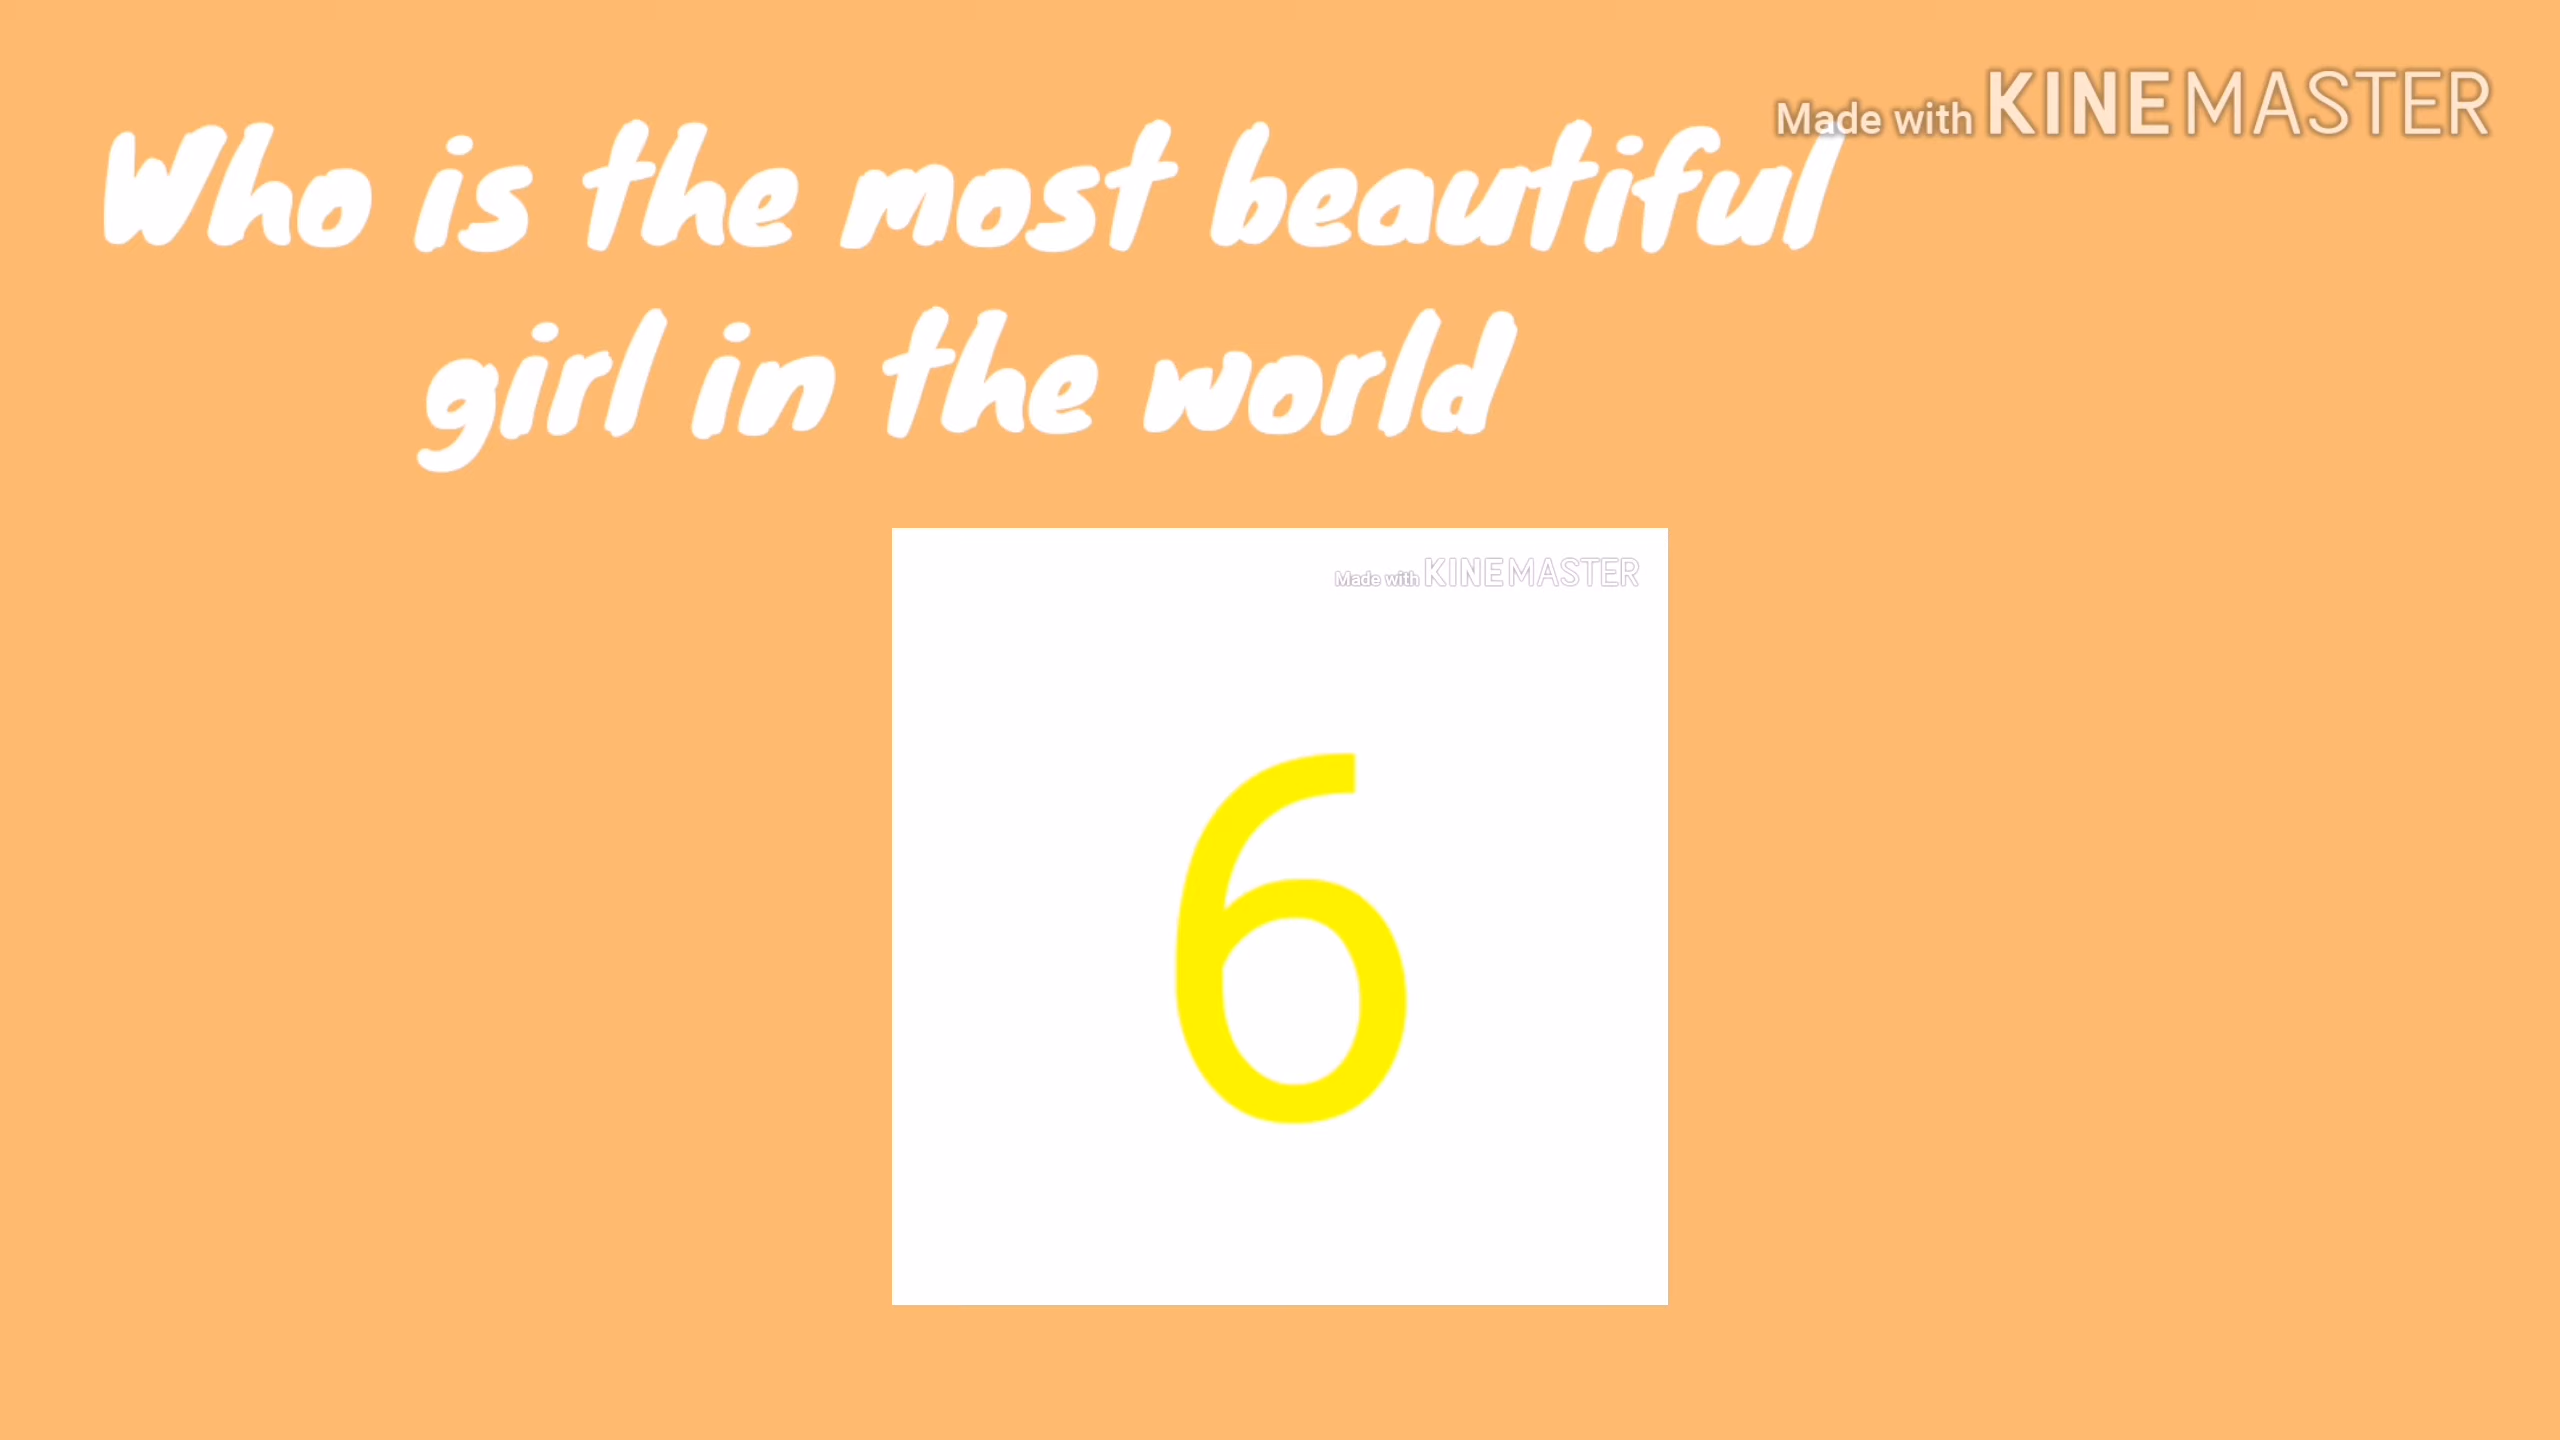 Made with KINEMASTER
Who is the most beautiful
girl in the world
Made with KINEMASTER
6